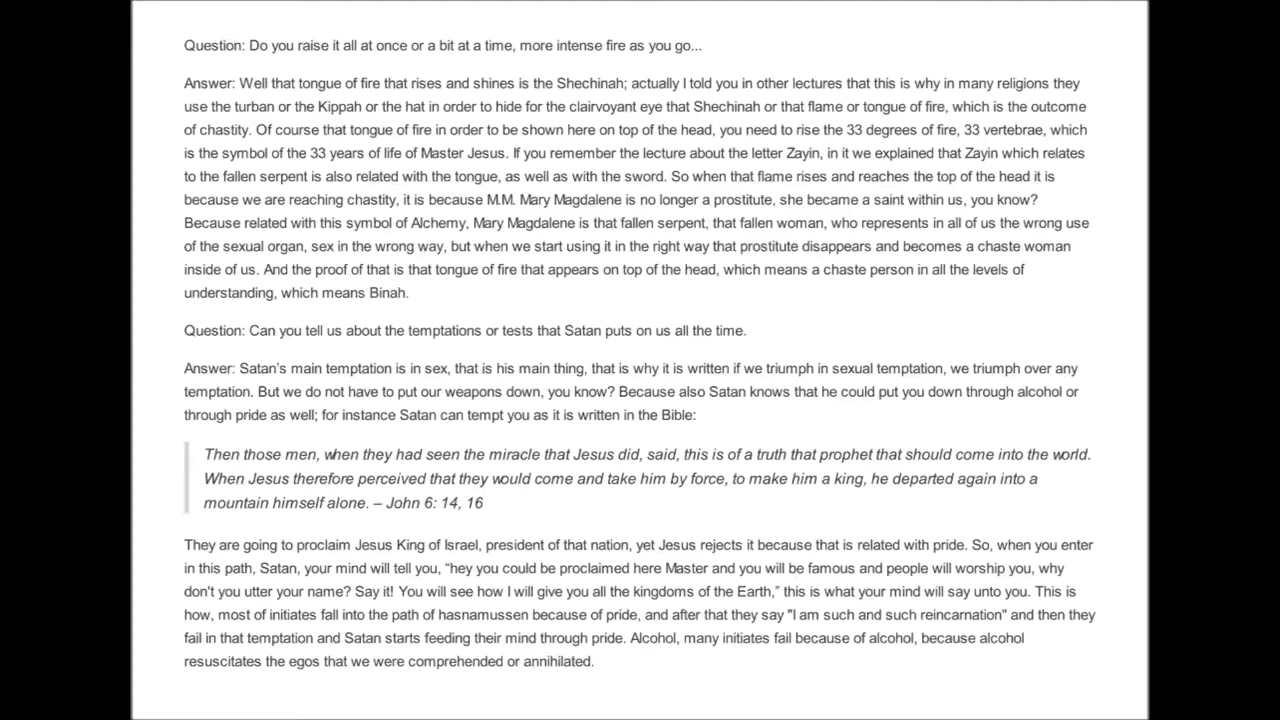 Question: Do you raise it all at once or a bit at a time, more intense fire as you go...
Answer: Well that tongue of fire that rises and shines is the Shechinah; actually I told you in other lectures that this is why in many religions they
use the turban or the Kippah or the hat in order to hide for the clairvoyant eye that Shechinah or that flame or tongue of fire, which is the outcome
of chastity. Of course that tongue of fire in order to be shown here on top of the head, you need to rise the 33 degrees of fire, 33 vertebrae, which
is the symbol of the 33 years of life of Master Jesus. If you remember the lecture about the letter Zayin, in it we explained that Zayin which relates
to the fallen serpent is also related with the tongue, as well as with the sword. So when that flame rises and reaches the top of the head it is
because we are reaching chastity, it is because M.M. Mary Magdalene is no longer a prostitute, she became a saint within us, you know?
Because related with this symbol of Alchemy, Mary Magdalene is that fallen serpent, that fallen woman, who represents in all of us the wrong use
of the sexual organ, sex in the wrong way, but when we start using it in the right way that prostitute disappears and becomes a chaste woman
inside of us. And the proof of that is that tongue of fire that appears on top of the head, which means a chaste person in all the levels of
understanding, which means Binah.
Question: Can you tell us about the temptations or tests that Satan puts on us all the time.
Answer: Satan's main temptation is in sex, that is his main thing, that is why it is written if we triumph in sexual temptation, we triumph over any
temptation. But we do not have to put our weapons down, you know? Because also Satan knows that he could put you down through alcohol or
through pride as well; for instance Satan can tempt you as it is written in the Bible:
Then those men, when they had seen the miracle that Jesus did, said, this is of a truth that prophet that should come into the world.
When Jesus therefore perceived that they would come and take him by force, to make him a king, he departed again into a
mountain himself alone. – John 6: 14, 16
They are going to proclaim Jesus King of Israel, president of that nation, yet Jesus rejects it because that is related with pride. So, when you enter
in this path, Satan, your mind will tell you, “hey you could be proclaimed here Master and you will be famous and people will worship you, why
don't you utter your name? Say it! You will see how I will give you all the kingdoms of the Earth,” this is what your mind will say unto you. This is
how, most of initiates fall into the path of hasnamussen because of pride, and after that they say "I am such and such reincarnation" and then they
fail in that temptation and Satan starts feeding their mind through pride. Alcohol, many initiates fail because of alcohol, because alcohol
resuscitates the egos that we were comprehended or annihilated.